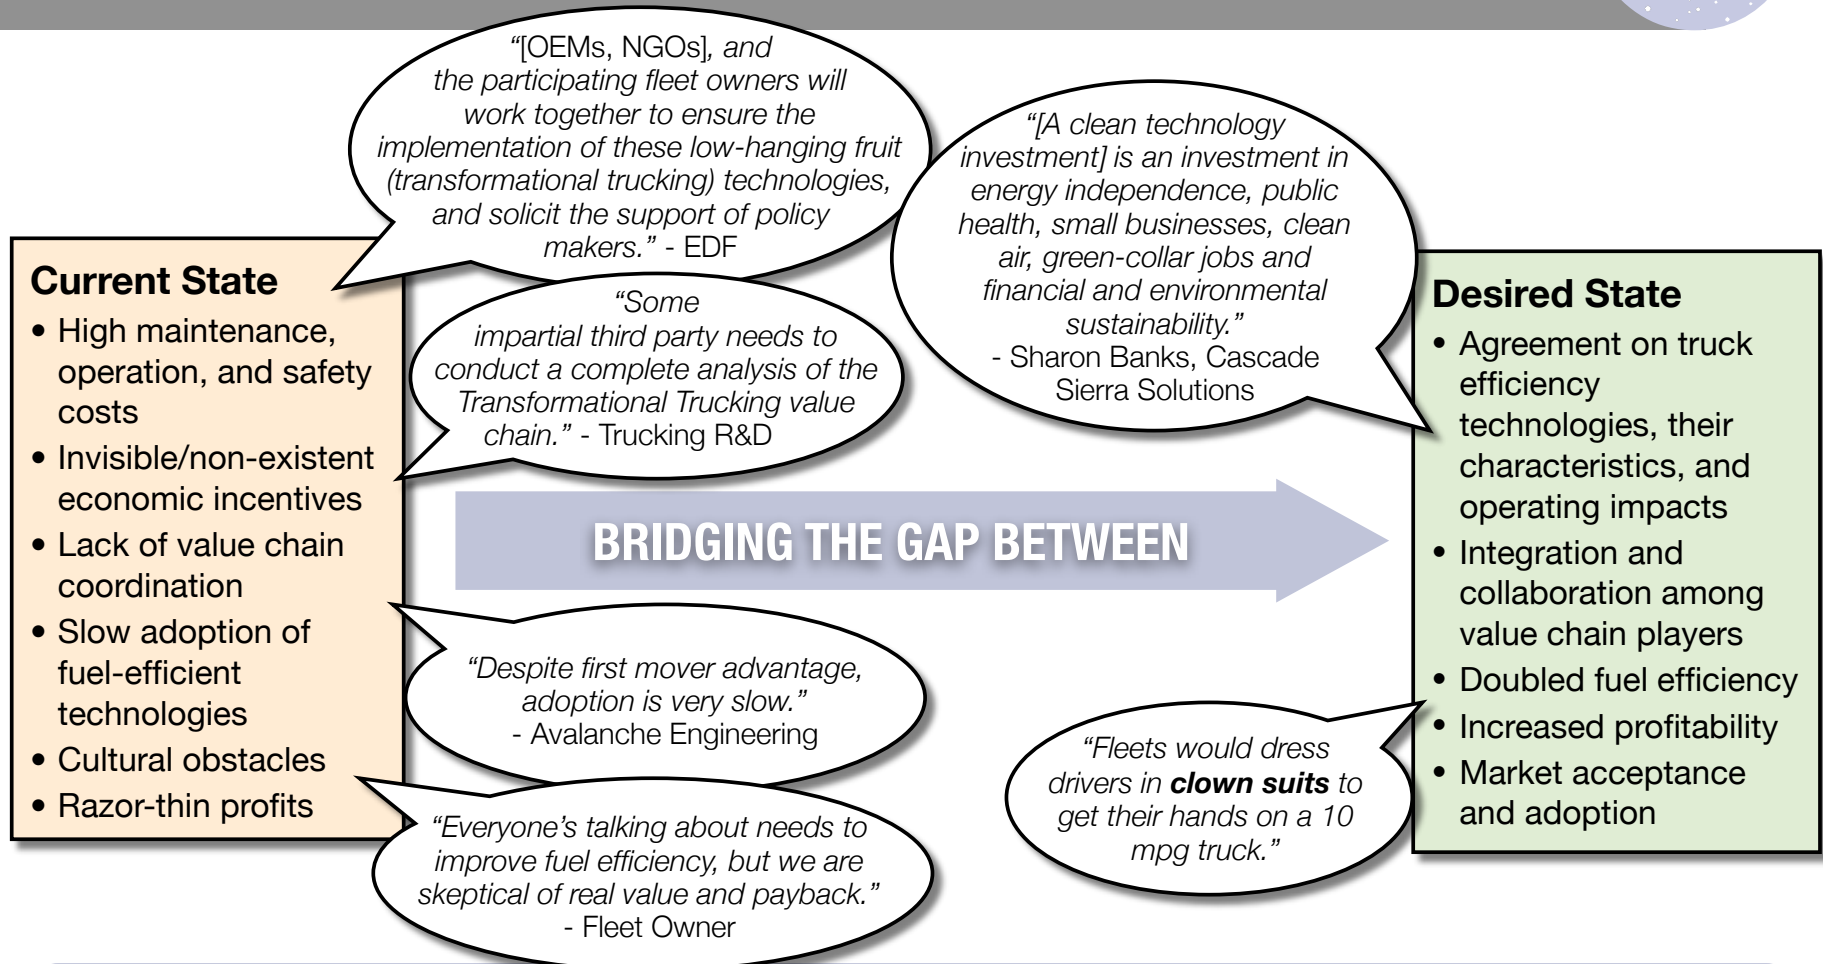 “[OEMs, NGOs], and
the participating fleet owners will
work together to ensure the
implementation of these low-hanging fruit
(transformational trucking) technologies,
and solicit the support of policy
makers.” - EDF
“[A clean technology
investment] is an investment in
energy independence, public
health, small businesses, clean
air, green-collar jobs and
financial and environmental
sustainability.”
- Sharon Banks, Cascade
Sierra Solutions
Current State
• High maintenance,
operation, and safety
costs
• Invisible/non-existent
economic incentives
• Lack of value chain
coordination
• Slow adoption of
fuel-efficient
technologies
• Cultural obstacles
• Razor-thin profits
“Some
impartial third party needs to
conduct a complete analysis of the
Transformational Trucking value
chain.” - Trucking R&D
BRIDGING THE GAP BETWEEN
“Despite first mover advantage,
adoption is very slow.”
- Avalanche Engineering
“Everyone’s talking about needs to
improve fuel efficiency, but we are
skeptical of real value and payback.”
- Fleet Owner
“Fleets would dress
drivers in clown suits to
get their hands on a 10
mpg truck.”
Desired State
• Agreement on truck
efficiency
technologies, their
characteristics, and
operating impacts
• Integration and
collaboration among
value chain players
• Doubled fuel efficiency
• Increased profitability
• Market acceptance
and adoption